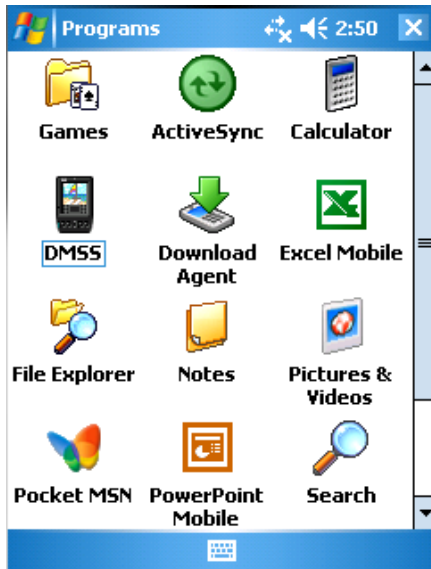 Programs 2:50
Games ActiveSync Calculator
DMSS Download Agent Excel Mobile
File Explorer Notes Pictures & Videos
Pocket MSN PowerPoint Mobile Search